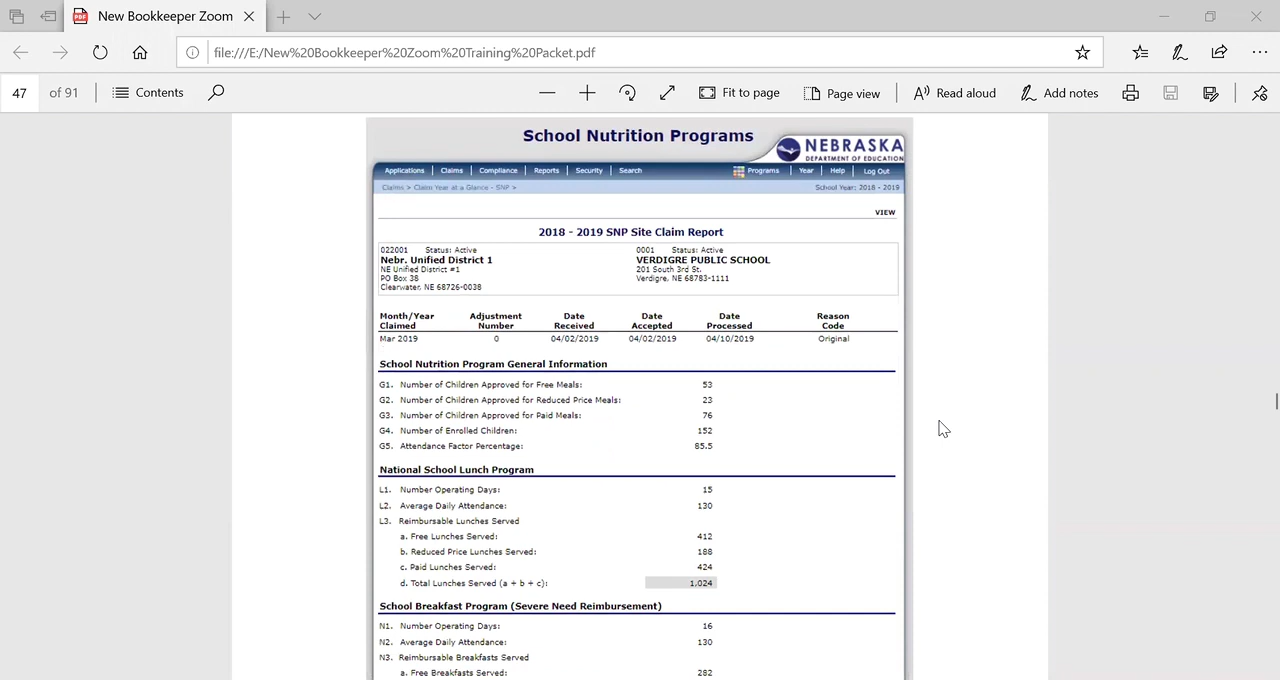 New Bookkeeper Zoom
file:///E:/New%20Bookkeeper%20Zoom%20Training%20Packet.pdf
47 of 91 Contents Fit to page Page view Read aloud Add notes
School Nutrition Programs
NEBRASKA
DEPARTMENT OF EDUCATION
Applications Claims Compliance Reports Security Search Programs Year Help Log Out
Claims > Claim Year at a Glance - SNP > School Year: 2018 - 2019
VIEW
2018 - 2019 SNP Site Claim Report
022001 Status: Active 0001 Status: Active
Nebr. Unified District 1 VERDIGRE PUBLIC SCHOOL
NE Unified District #1 201 South 3rd St.
PO Box 38 Verdigre, NE 68783-1111
Clearwater, NE 68726-0038
Month/Year Adjustment Date Date Date Reason
Claimed Number Received Accepted Processed Code
Mar 2019 0 04/02/2019 04/02/2019 04/10/2019 Original
School Nutrition Program General Information
G1. Number of Children Approved for Free Meals: 53
G2. Number of Children Approved for Reduced Price Meals: 23
G3. Number of Children Approved for Paid Meals: 76
G4. Number of Enrolled Children: 152
G5. Attendance Factor Percentage: 85.5
National School Lunch Program
L1. Number Operating Days: 15
L2. Average Daily Attendance: 130
L3. Reimbursable Lunches Served
a. Free Lunches Served: 412
b. Reduced Price Lunches Served: 188
c. Paid Lunches Served: 424
d. Total Lunches Served (a + b + c): 1,024
School Breakfast Program (Severe Need Reimbursement)
N1. Number Operating Days: 16
N2. Average Daily Attendance: 130
N3. Reimbursable Breakfasts Served
a. Free Breakfasts Served: 282